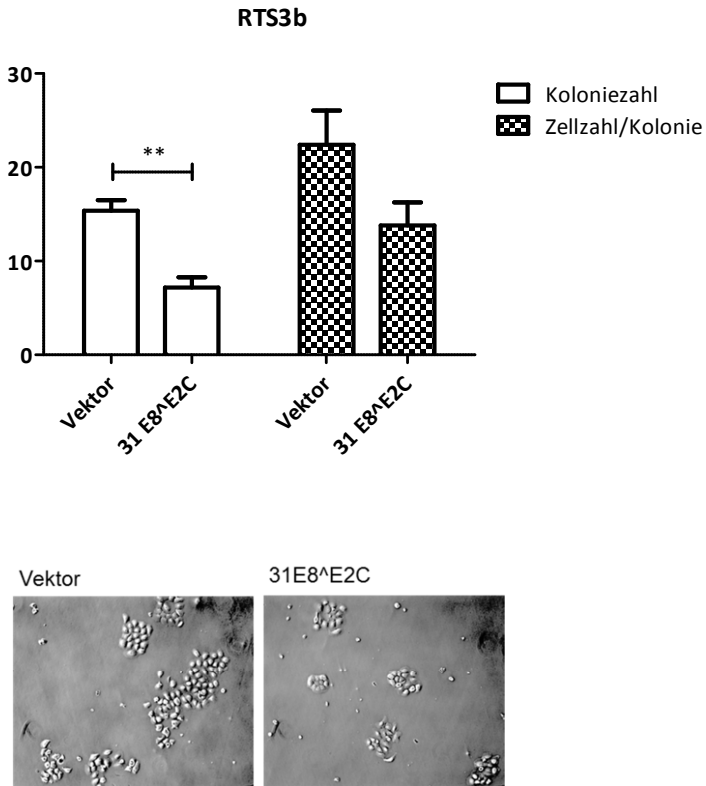 RTS3b
30
20
10
0
**
Koloniezahl
Zellzahl/Kolonie
Vektor
31 E8^E2C
Vektor
31 E8^E2C
Vektor
31E8^E2C